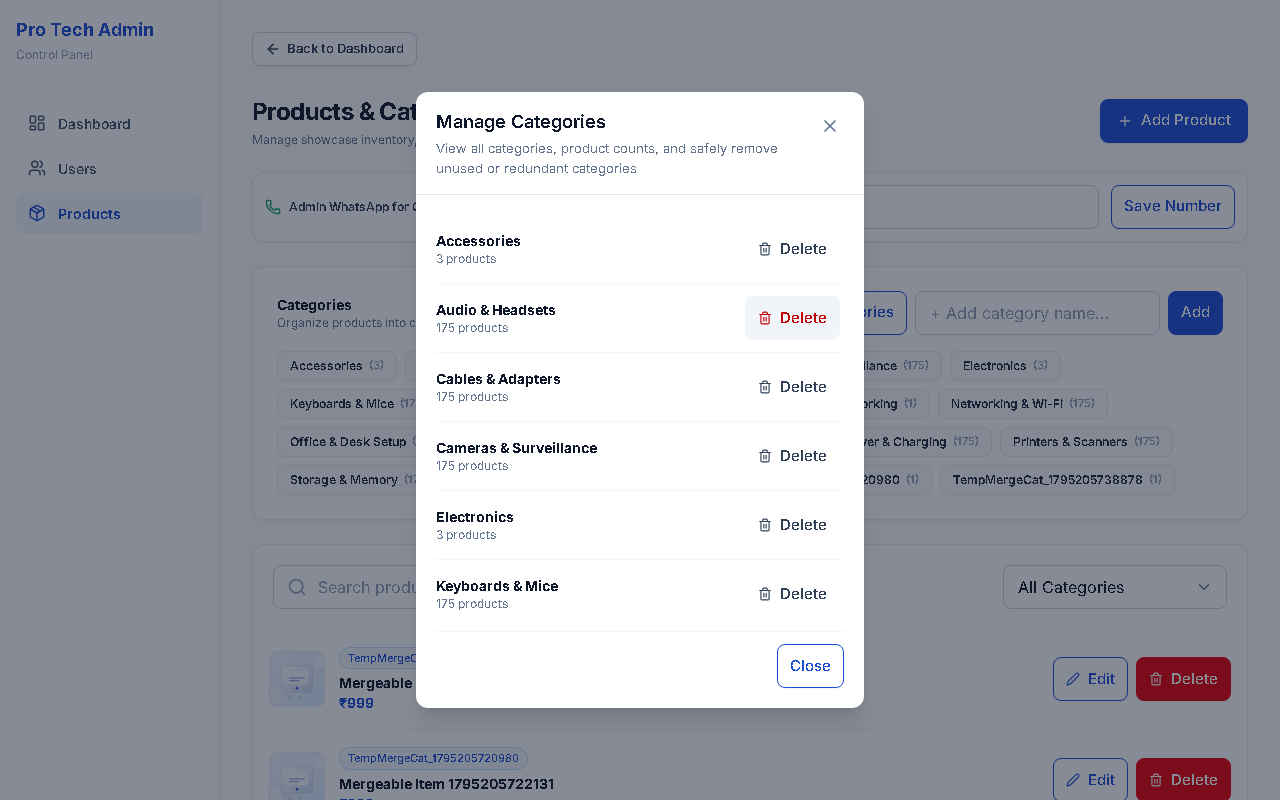 Pro Tech Admin
Control Panel
Dashboard
Users
Products
Back to Dashboard
Products & Cat
Manage showcase inventory,
+ Add Product
Admin WhatsApp for
Save Number
Categories
Organize products into c
ries
+ Add category name...
Add
Accessories (3)
llance (175)
Electronics (3)
Keyboards & Mice (17
rking (1)
Networking & Wi-Fi (175)
Office & Desk Setup
er & Charging (175)
Printers & Scanners (175)
Storage & Memory (17
20980 (1)
TempMergeCat_1795205738878 (1)
Manage Categories
View all categories, product counts, and safely remove
unused or redundant categories
Accessories
3 products
Delete
Audio & Headsets
175 products
Delete
Cables & Adapters
175 products
Delete
Cameras & Surveillance
175 products
Delete
Electronics
3 products
Delete
Keyboards & Mice
175 products
Delete
Close
Search produ
All Categories
TempMergeC
Mergeable
₹999
Edit
Delete
TempMergeCat_1795205720980
Mergeable Item 1795205722131
Edit
Delete